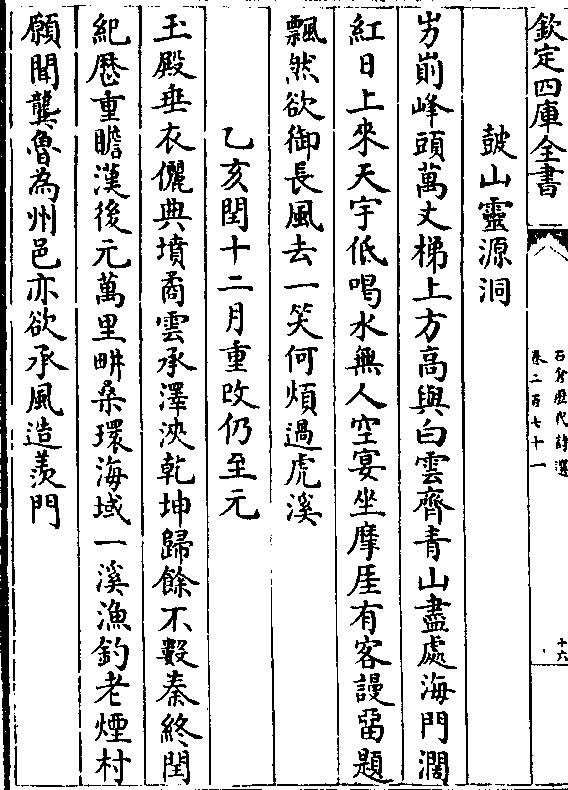 欽定四庫全書
石倉歷代詩選
卷二百七十一
十六
鼓山靈源洞
屴崱峰頭萬丈梯上方高與白雲齊青山盡處海門濶
紅日上來天宇低喝水無人空宴坐摩厓有客謾留題
飄然欲御長風去一笑何煩過虎溪
乙亥閏十二月重改仍至元
玉殿垂衣儷典墳矞雲承澤泱乾坤歸餘不數秦終閏
紀歷重瞻漢後元萬里畊桑環海域一溪漁釣老煙村
願聞龔魯為州邑亦欲承風造羨門